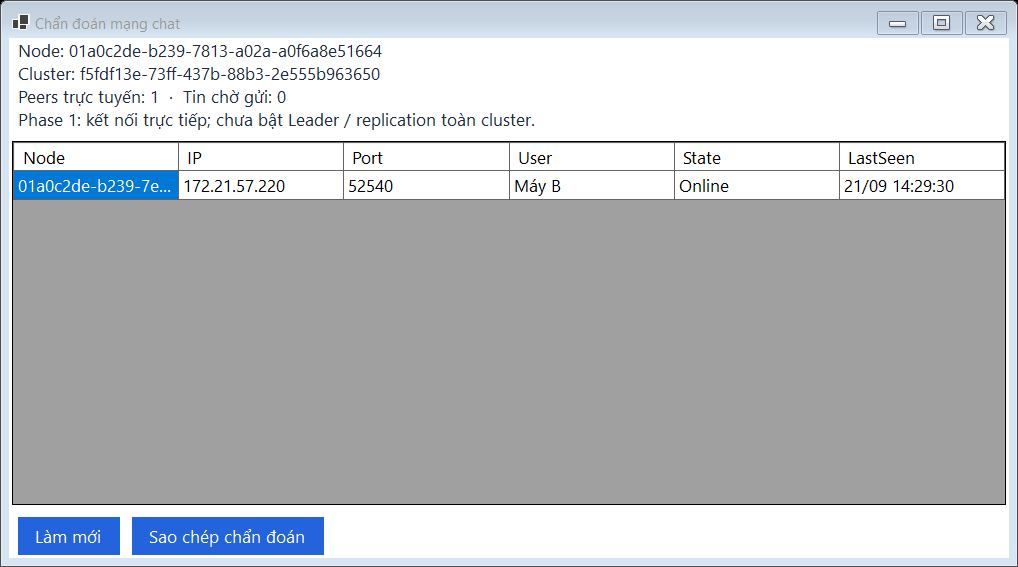 Chẩn đoán mạng chat
Node: 01a0c2de-b239-7813-a02a-a0f6a8e51664
Cluster: f5fdf13e-73ff-437b-88b3-2e555b963650
Peers trực tuyến: 1 · Tin chờ gửi: 0
Phase 1: kết nối trực tiếp; chưa bật Leader / replication toàn cluster.
Node IP Port User State LastSeen
01a0c2de-b239-7e... 172.21.57.220 52540 Máy B Online 21/09 14:29:30
Làm mới Sao chép chẩn đoán